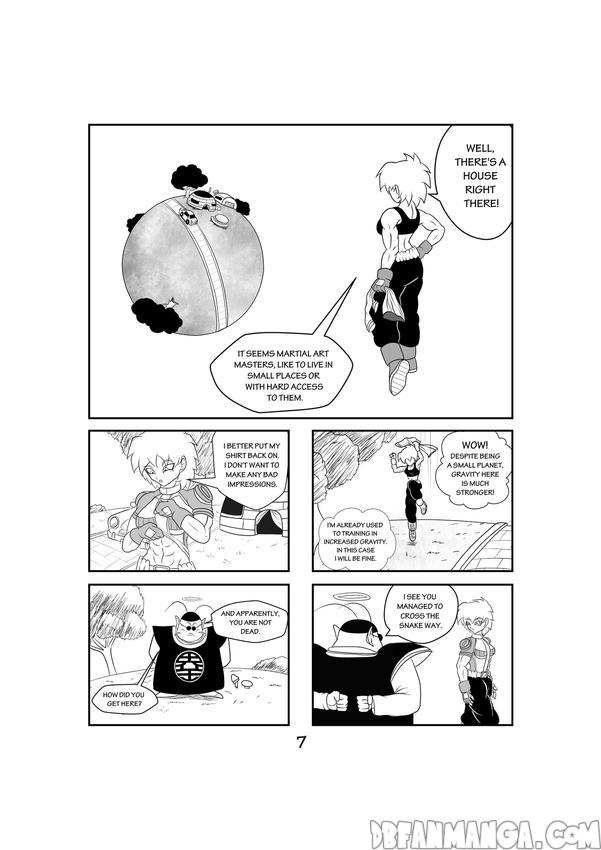 WELL,
THERE'S A
HOUSE
RIGHT
THERE!
IT SEEMS MARTIAL ART
MASTERS, LIKE TO LIVE IN
SMALL PLACES OR
WITH HARD ACCESS
TO THEM.
WOW!
DESPITE BEING
A SMALL PLANET,
GRAVITY HERE
IS MUCH
STRONGER!
I'M ALREADY USED
TO TRAINING IN
INCREASED GRAVITY.
IN THIS CASE
I WILL BE FINE.
I BETTER PUT MY
SHIRT BACK ON.
I DON'T WANT TO
MAKE ANY BAD
IMPRESSIONS.
I SEE YOU
MANAGED TO
CROSS THE
SNAKE WAY.
AND APPARENTLY,
YOU ARE NOT
DEAD.
HOW DID YOU
GET HERE?
7
DBFANMANGA.COM